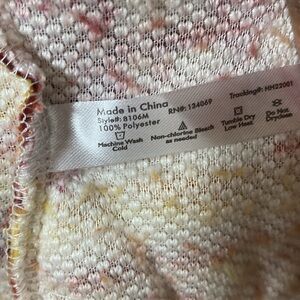 Made in China RN#: 124069 Tracking#: HH22001
Style#: 8106M
100% Polyester
Machine Wash Cold
Non-chlorine Bleach as needed
Tumble Dry Low Heat
Do Not Dryclean